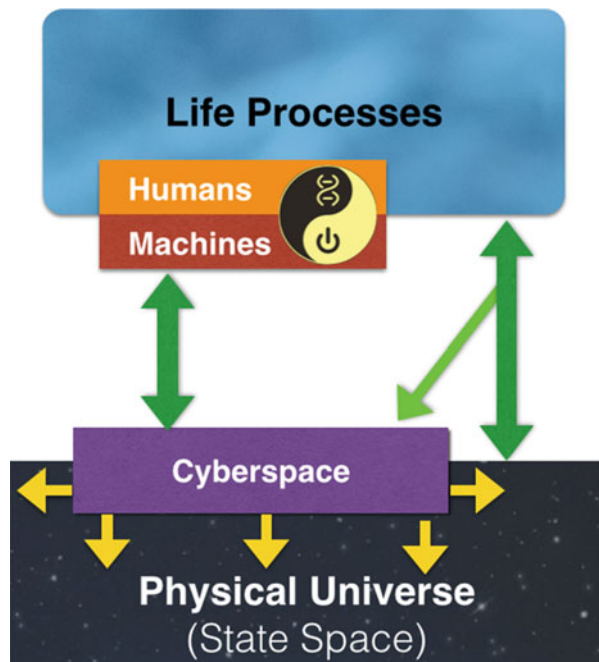 Life Processes
Humans
Machines
Cyberspace
Physical Universe
(State Space)